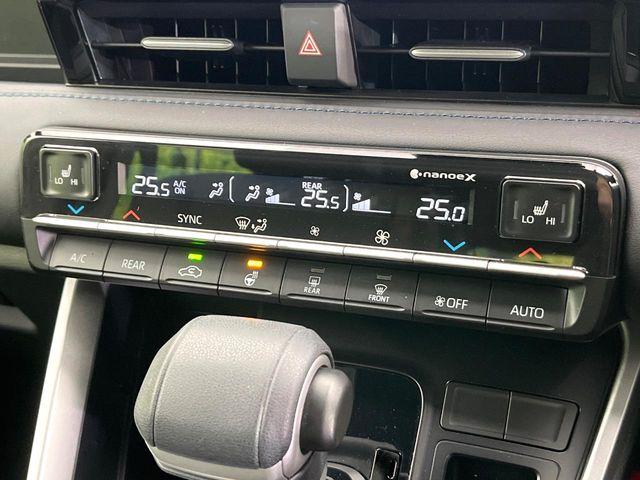 nanoeX
LO HI
25.5 A/C ON
REAR 25.5
25.0
LO HI
SYNC
A/C
REAR
REAR
FRONT
OFF
AUTO